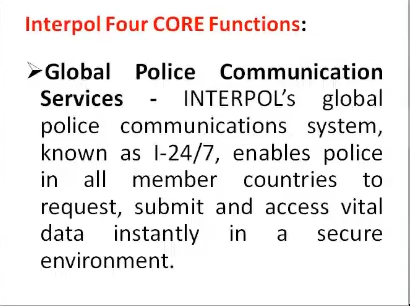 Interpol Four CORE Functions:
➢Global Police Communication
Services - INTERPOL's global
police communications system,
known as I-24/7, enables police
in all member countries to
request, submit and access vital
data instantly in a secure
environment.